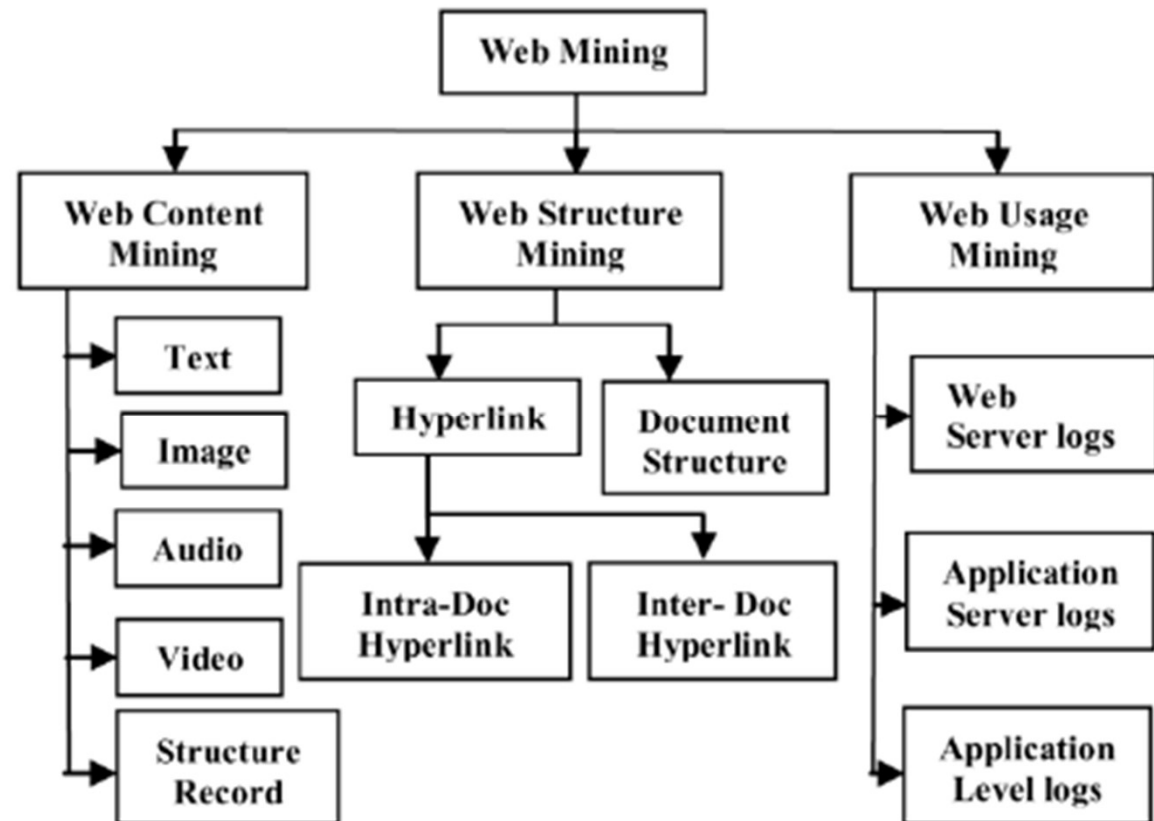 Web Mining
Web Content
Mining
Web Structure
Mining
Web Usage
Mining
Text
Image
Audio
Video
Structure
Record
Hyperlink
Document
Structure
Intra-Doc
Hyperlink
Inter- Doc
Hyperlink
Web
Server logs
Application
Server logs
Application
Level logs